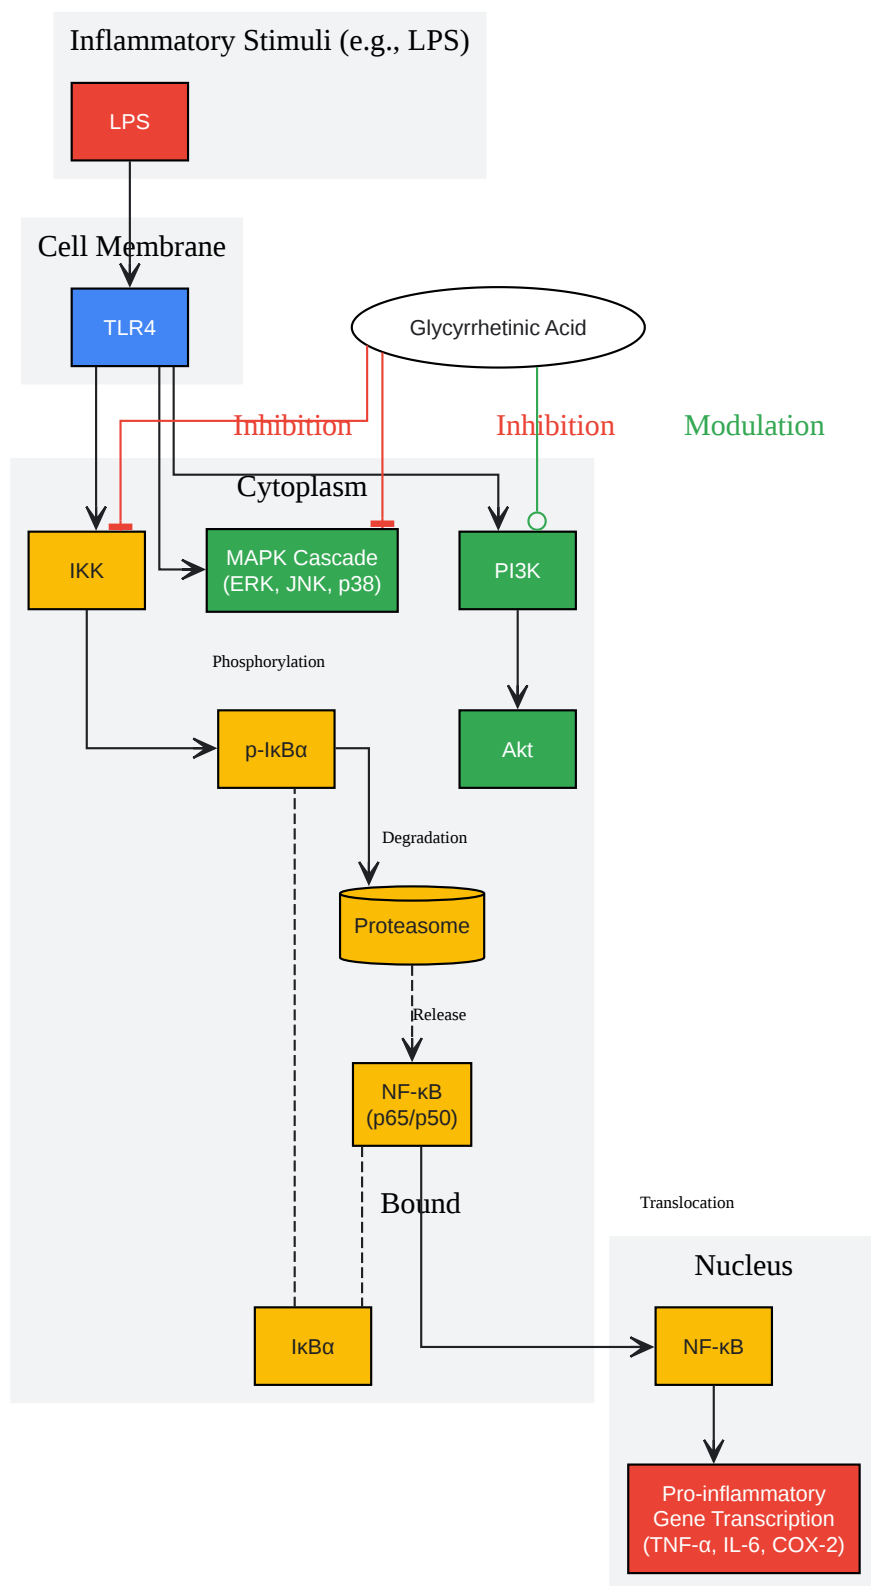 Inflammatory Stimuli (e.g., LPS)
LPS
Cell Membrane
TLR4
Glycyrrhetinic Acid
Inhibition
Inhibition
Modulation
Cytoplasm
IKK
MAPK Cascade
(ERK, JNK, p38)
PI3K
Phosphorylation
p-IκBα
Akt
Degradation
Proteasome
Release
NF-κB
(p65/p50)
Bound
Translocation
Nucleus
IκBα
NF-κB
Pro-inflammatory
Gene Transcription
(TNF-α, IL-6, COX-2)